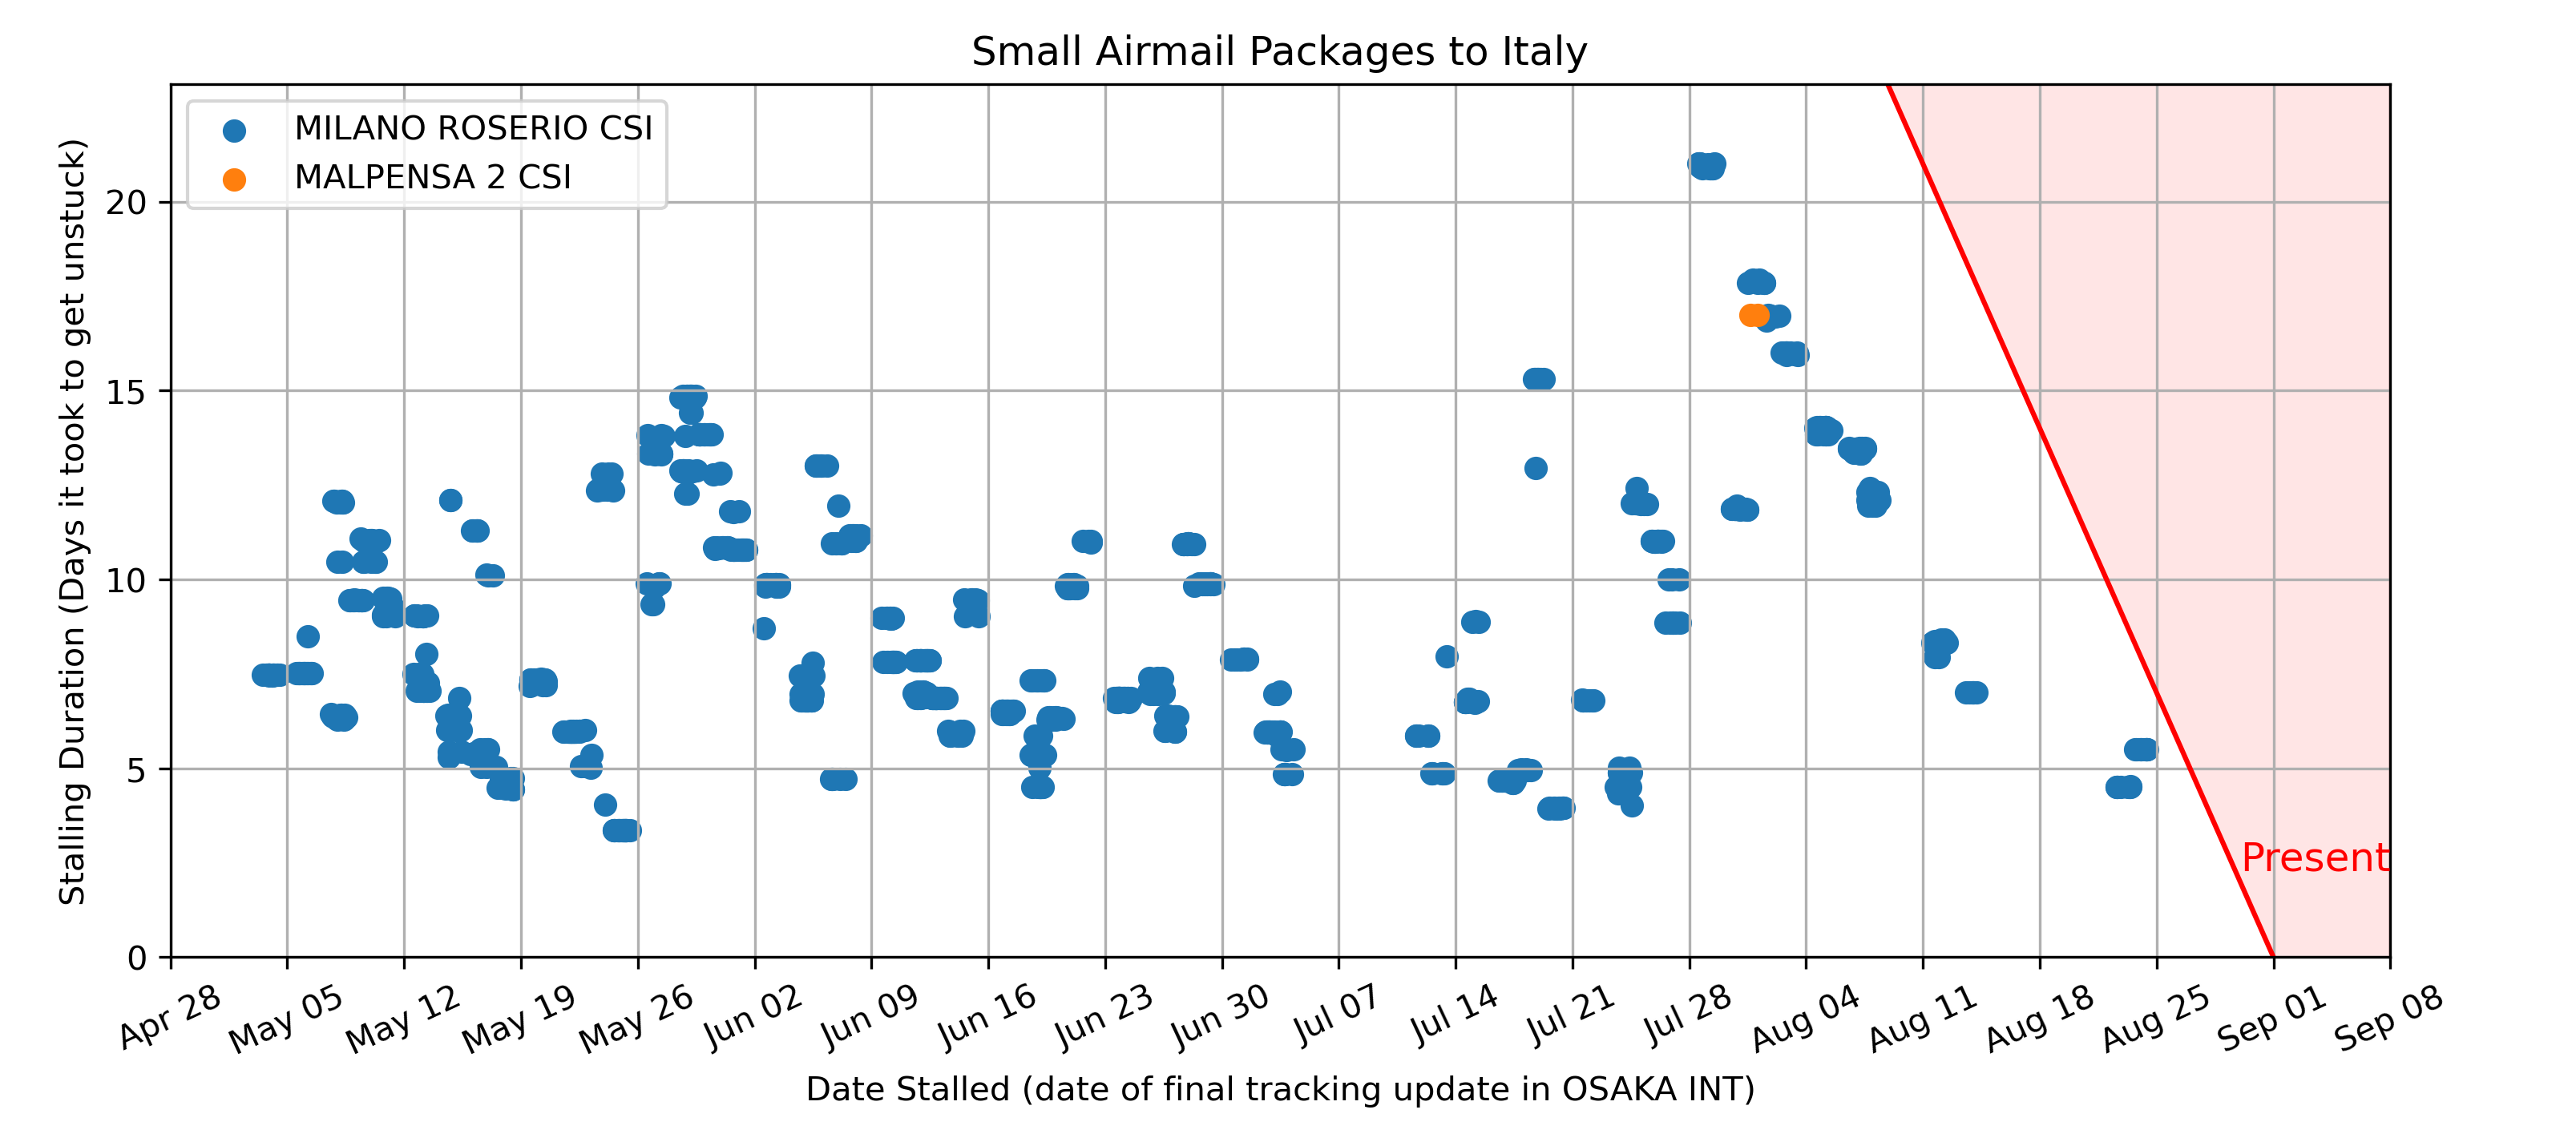 Small Airmail Packages to Italy
MILANO ROSERIO CSI
MALPENSA 2 CSI
Stalling Duration (Days it took to get unstuck)
20
15
10
5
0
Present
Apr 28
May 05
May 12
May 19
May 26
Jun 02
Jun 09
Jun 16
Jun 23
Jun 30
Jul 07
Jul 14
Jul 21
Jul 28
Aug 04
Aug 11
Aug 18
Aug 25
Sep 01
Sep 08
Date Stalled (date of final tracking update in OSAKA INT)